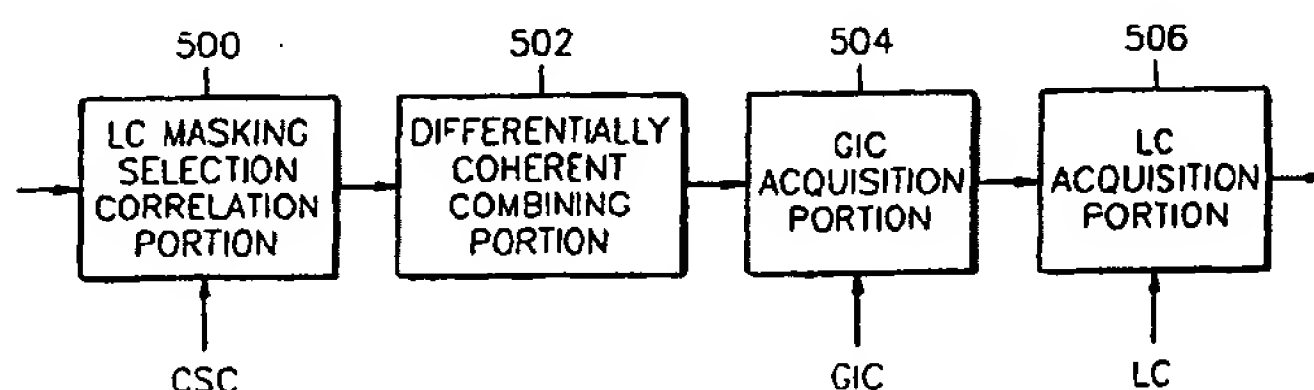 500
502
504
506
LC MASKING
SELECTION
CORRELATION
PORTION
DIFFERENTIALLY
COHERENT
COMBINING
PORTION
GIC
ACQUISITION
PORTION
LC
ACQUISITION
PORTION
CSC
GIC
LC